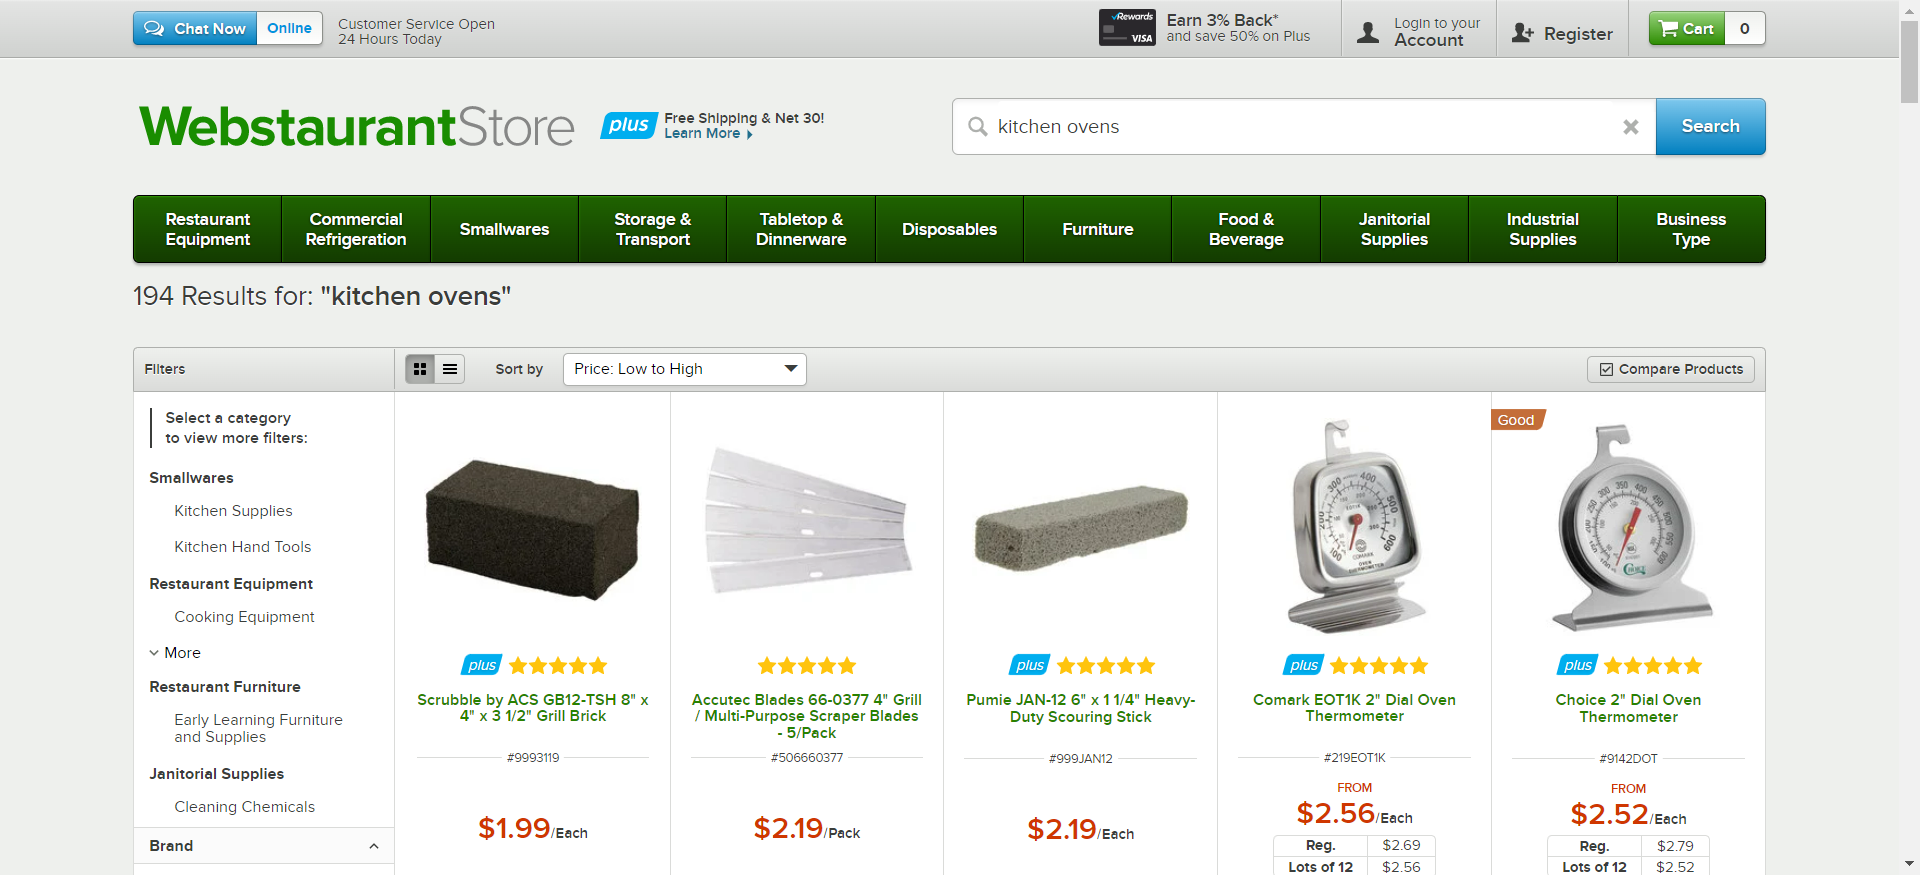 Chat Now
Online
Customer Service Open
24 Hours Today
Rewards
VISA
Earn 3% Back*
and save 50% on Plus
Login to your
Account
Register
Cart
0
WebstaurantStore
plus
Free Shipping & Net 30!
Learn More
kitchen ovens
Search
Restaurant
Equipment
Commercial
Refrigeration
Smallwares
Storage &
Transport
Tabletop &
Dinnerware
Disposables
Furniture
Food &
Beverage
Janitorial
Supplies
Industrial
Supplies
Business
Type
194 Results for: "kitchen ovens"
Filters
Sort by
Price: Low to High
Compare Products
Select a category
to view more filters:
Smallwares
Kitchen Supplies
Kitchen Hand Tools
Restaurant Equipment
Cooking Equipment
More
Restaurant Furniture
Early Learning Furniture
and Supplies
Janitorial Supplies
Cleaning Chemicals
Brand
plus
Scrubble by ACS GB12-TSH 8" x
4" x 3 1/2" Grill Brick
#9993119
$1.99/Each
Accutec Blades 66-0377 4" Grill
/ Multi-Purpose Scraper Blades
- 5/Pack
#506660377
$2.19/Pack
plus
Pumie JAN-12 6" x 1 1/4" Heavy-
Duty Scouring Stick
#999JAN12
$2.19/Each
COMARK
OVEN
THERMOMETER
plus
Comark EOT1K 2" Dial Oven
Thermometer
#219EOT1K
FROM
$2.56/Each
Reg. $2.69
Lots of 12 $2.56
Good
CHOICE
plus
Choice 2" Dial Oven
Thermometer
#9142DOT
FROM
$2.52/Each
Reg. $2.79
Lots of 12 $2.52